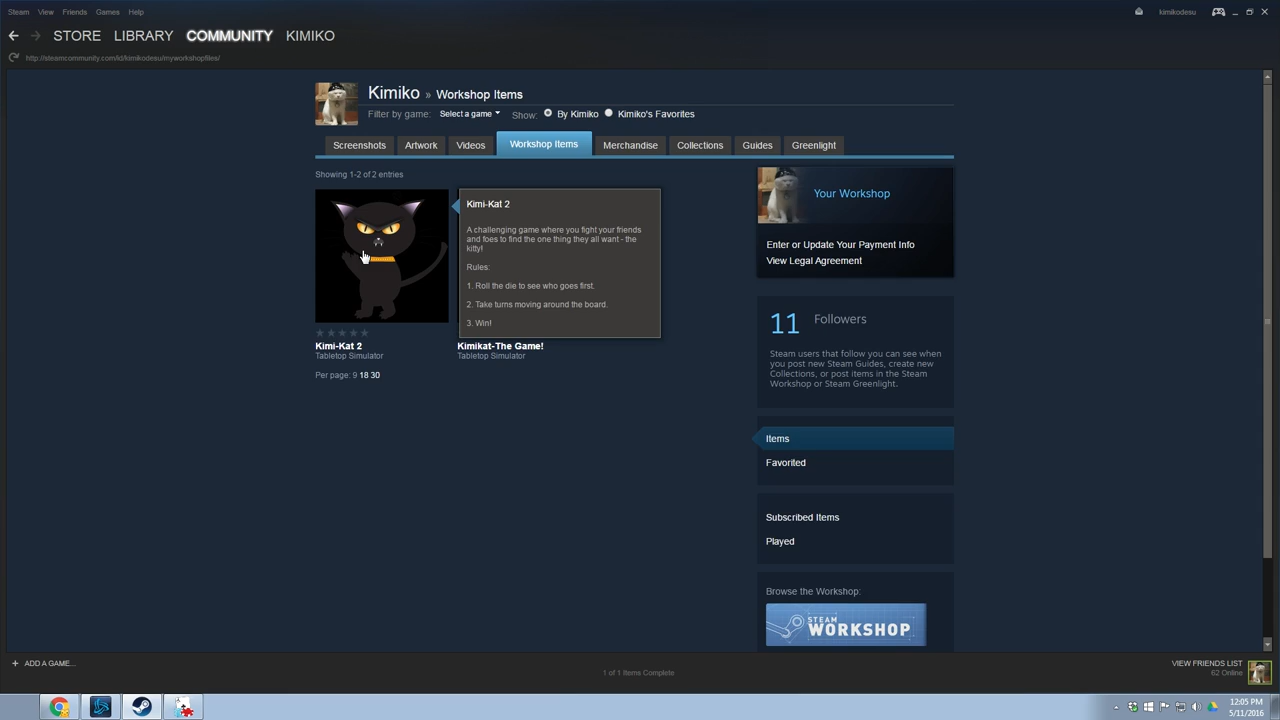 Steam View Friends Games Help
kimikodesu
STORE LIBRARY COMMUNITY KIMIKO
http://steamcommunity.com/id/kimikodesu/myworkshopfiles/
Kimiko » Workshop Items
Filter by game: Select a game Show: By Kimiko Kimiko's Favorites
Screenshots Artwork Videos Workshop Items Merchandise Collections Guides Greenlight
Showing 1-2 of 2 entries
Kimi-Kat 2
A challenging game where you fight your friends
and foes to find the one thing they all want - the
kitty!
Rules:
1. Roll the die to see who goes first.
2. Take turns moving around the board.
3. Win!
Kimi-Kat 2
Tabletop Simulator
Kimikat-The Game!
Tabletop Simulator
Per page: 9 18 30
Your Workshop
Enter or Update Your Payment Info
View Legal Agreement
11 Followers
Steam users that follow you can see when
you post new Steam Guides, create new
Collections, or post items in the Steam
Workshop or Steam Greenlight.
Items
Favorited
Subscribed Items
Played
Browse the Workshop:
STEAM
WORKSHOP
+ ADD A GAME...
1 of 1 Items Complete
VIEW FRIENDS LIST
62 Online
12:05 PM
5/11/2016